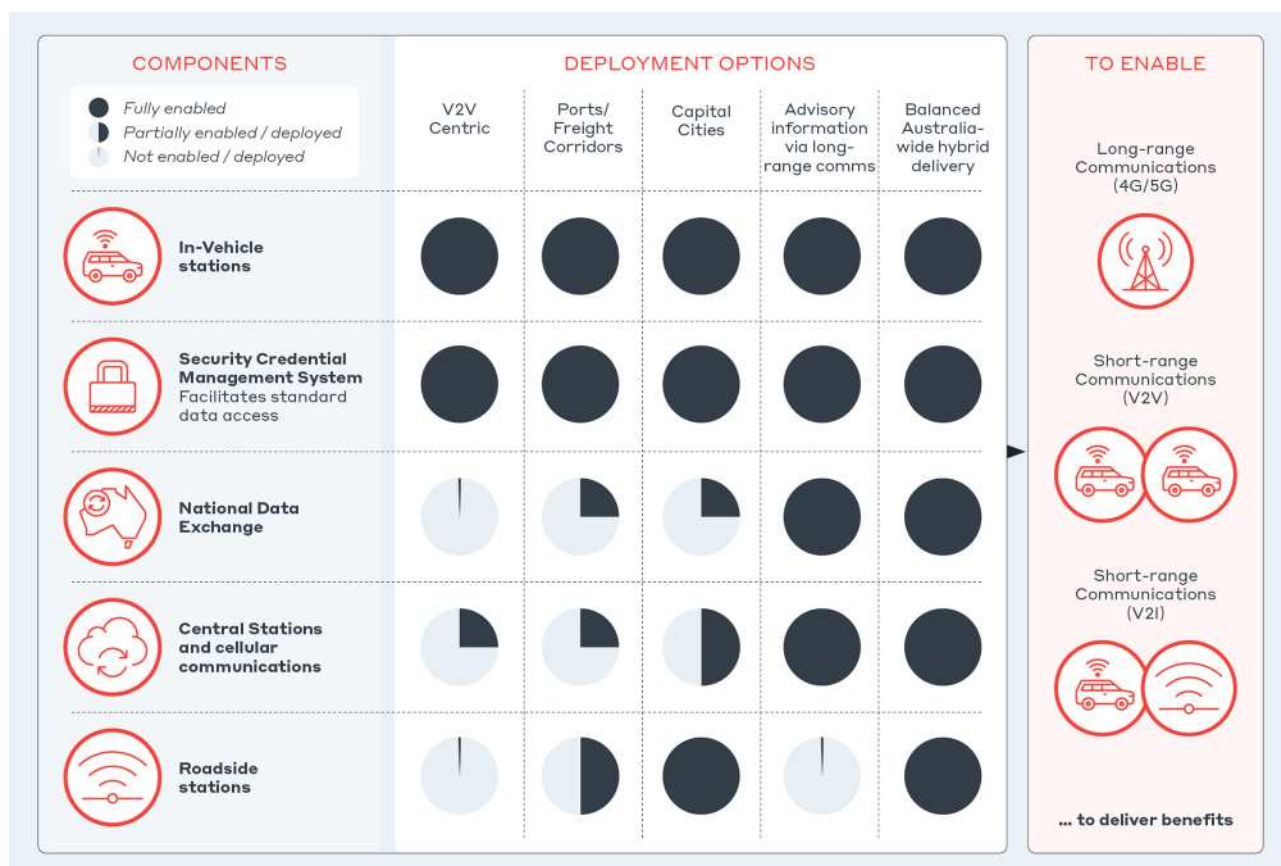 COMPONENTS
Fully enabled
Partially enabled / deployed
Not enabled / deployed
DEPLOYMENT OPTIONS
V2V
Centric
Ports/
Freight
Corridors
Capital
Cities
Advisory
information
via long-
range comms
Balanced
Australia-
wide hybrid
delivery
In-Vehicle
stations
Security Credential
Management System
Facilitates standard
data access
National Data
Exchange
Central Stations
and cellular
communications
Roadside
stations
TO ENABLE
Long-range
Communications
(4G/5G)
Short-range
Communications
(V2V)
Short-range
Communications
(V2I)
... to deliver benefits